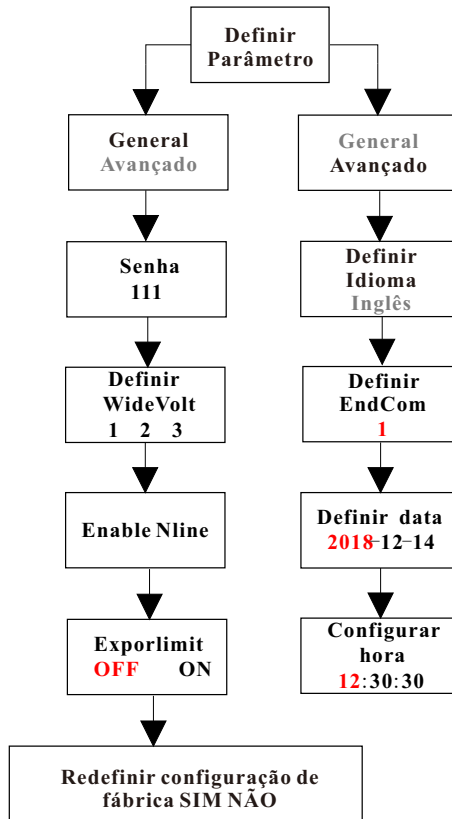 Definir
Parâmetro
General
Avançado
Senha
111
Definir
WideVolt
1 2 3
Enable Nline
Exporlimit
OFF ON
Redefinir configuração de
fábrica SIM NÃO
General
Avançado
Definir
Idioma
Inglês
Definir
EndCom
1
Definir data
2018-12-14
Configurar
hora
12:30:30